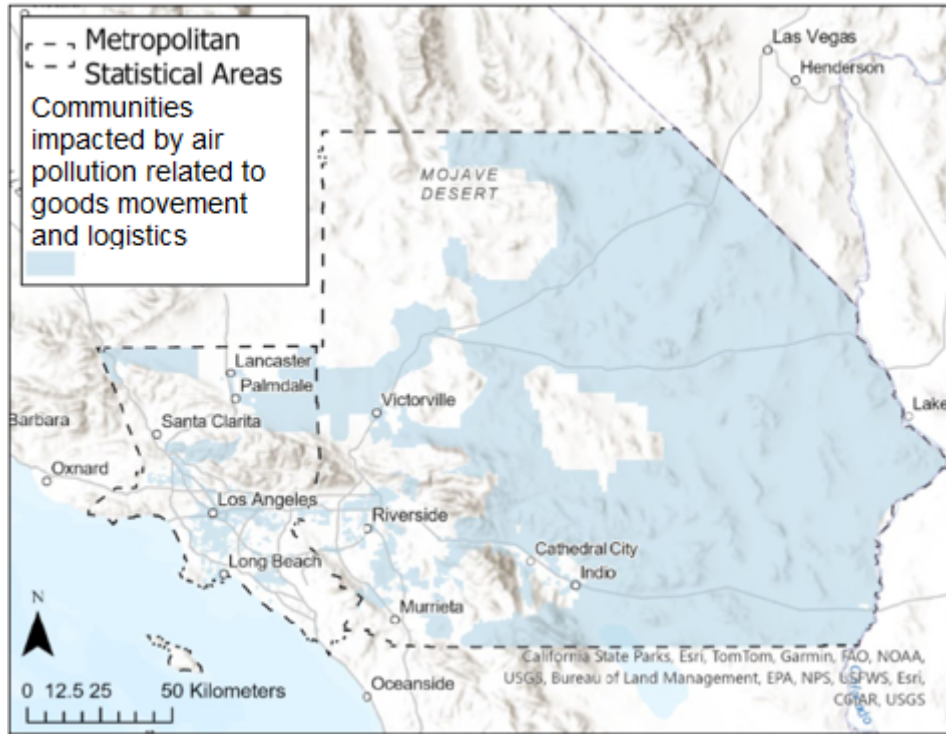 Metropolitan
Statistical Areas
Communities
impacted by air
pollution related to
goods movement
and logistics
Las Vegas
Henderson
MOJAVE
DESERT
Lancaster
Palmdale
Victorville
Barbara
Santa Clarita
Lake
Oxnard
Los Angeles
Riverside
Cathedral City
Long Beach
Indio
N
Murrieta
California State Parks, Esri, TomTom, Garmin, FAO, NOAA,
USGS, Bureau of Land Management, EPA, NPS, USFWS, Esri,
CGIAR, USGS
0 12.5 25 50 Kilometers
Oceanside